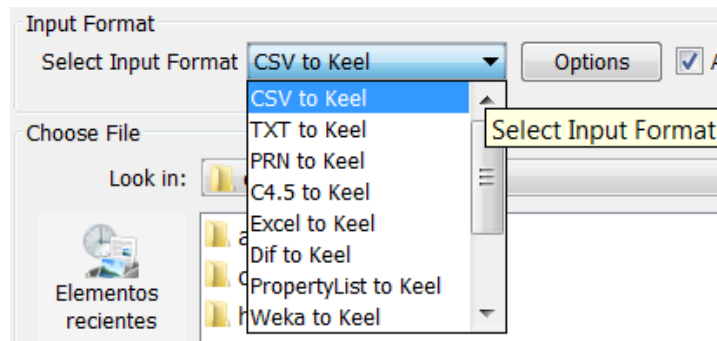 Input Format
Select Input Format CSV to Keel Options A
CSV to Keel
TXT to Keel
PRN to Keel
C4.5 to Keel
Excel to Keel
Dif to Keel
PropertyList to Keel
Weka to Keel
Select Input Format
Choose File
Look in:
Elementos
recientes